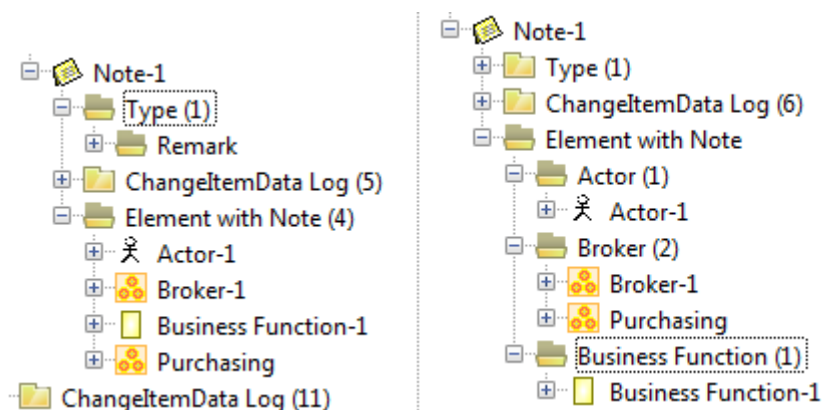 Note-1
Type (1)
Remark
ChangeItemData Log (5)
Element with Note (4)
Actor-1
Broker-1
Business Function-1
Purchasing
ChangeItemData Log (11)
Note-1
Type (1)
ChangeItemData Log (6)
Element with Note
Actor (1)
Actor-1
Broker (2)
Broker-1
Purchasing
Business Function (1)
Business Function-1